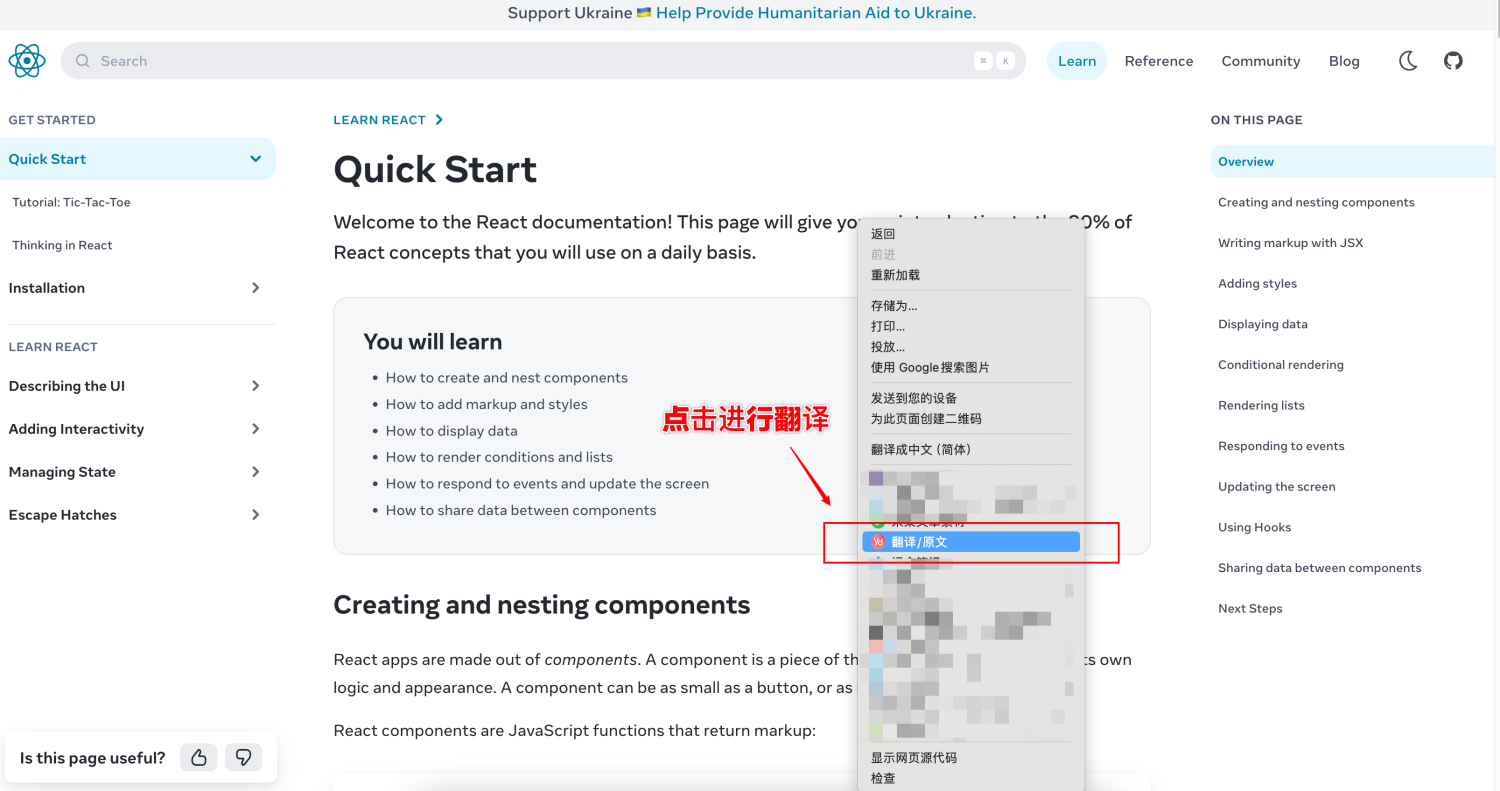 Support Ukraine 🇺🇦 Help Provide Humanitarian Aid to Ukraine.
Search
⌘ K
Learn
Reference
Community
Blog
GET STARTED
Quick Start
Tutorial: Tic-Tac-Toe
Thinking in React
Installation
LEARN REACT
Describing the UI
Adding Interactivity
Managing State
Escape Hatches
Is this page useful?
LEARN REACT
Quick Start
Welcome to the React documentation! This page will give you
React concepts that you will use on a daily basis.
You will learn
How to create and nest components
How to add markup and styles
How to display data
How to render conditions and lists
How to respond to events and update the screen
How to share data between components
Creating and nesting components
React apps are made out of components. A component is a piece of own
logic and appearance. A component can be as small as a button, or as
React components are JavaScript functions that return markup:
点击进行翻译
返回
前进
重新加载
存储为...
打印...
投放...
使用 Google搜索图片
发送到您的设备
为此页面创建二维码
翻译成中文 (简体)
Yd 翻译/原文
显示网页源代码
检查
ON THIS PAGE
Overview
Creating and nesting components
Writing markup with JSX
Adding styles
Displaying data
Conditional rendering
Rendering lists
Responding to events
Updating the screen
Using Hooks
Sharing data between components
Next Steps